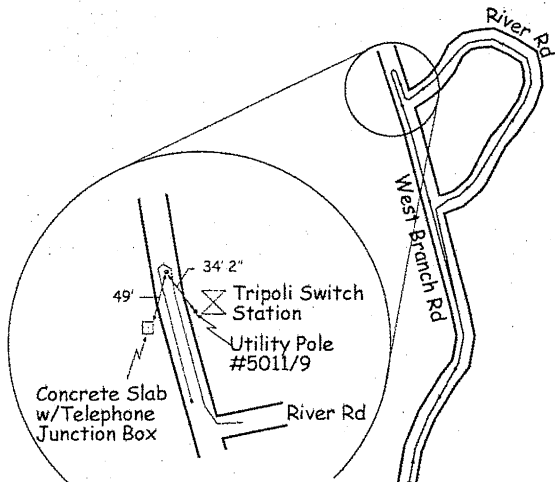 River Rd
West Branch Rd
34' 2"
49'
Tripoli Switch
Station
Utility Pole
#5011/9
Concrete Slab
w/Telephone
Junction Box
River Rd